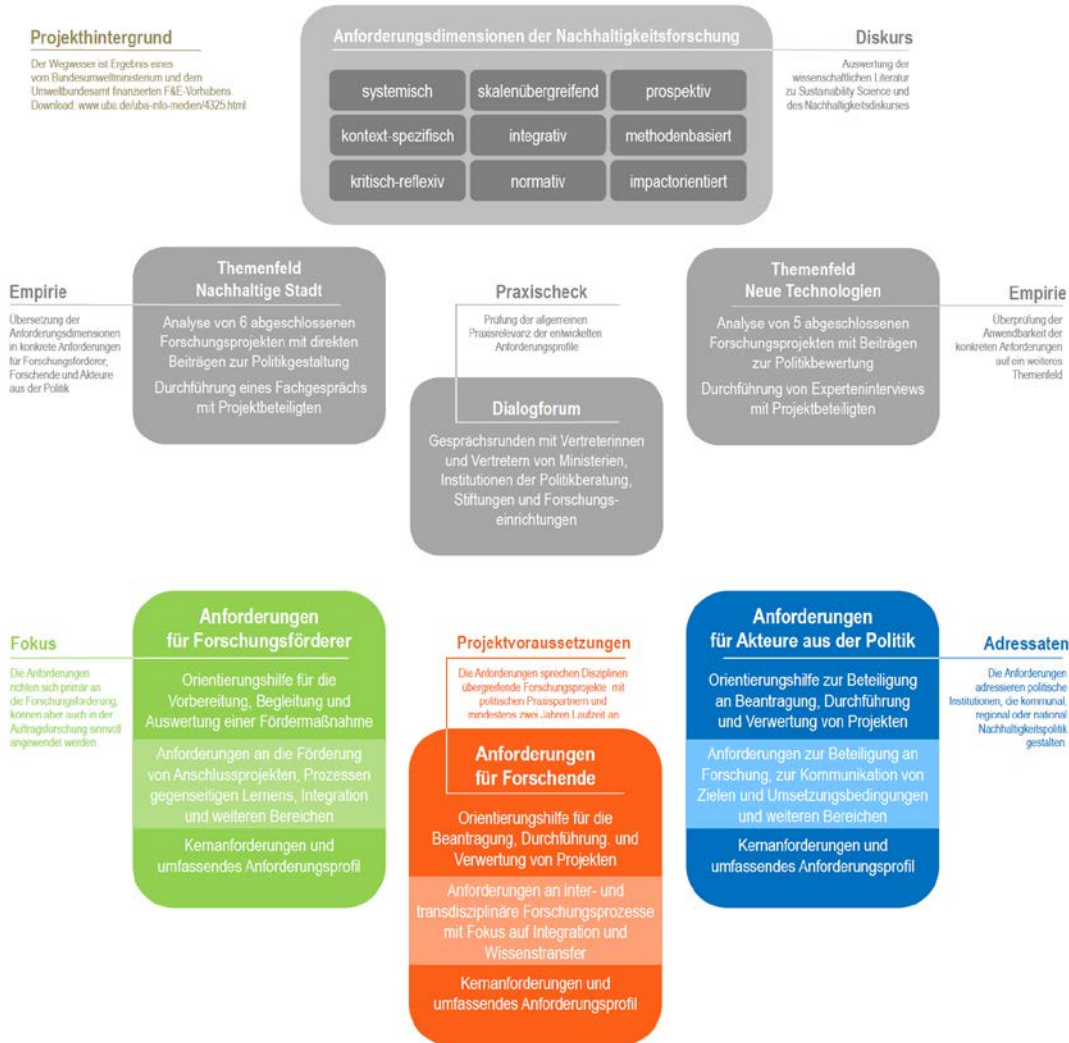 Projekthintergrund
Der Wegweiser ist Ergebnis eines
vom Bundesumweltministerium und dem
Umweltbundesamt finanzierten F&E-Vorhabens.
Download: www.uba.de/uba-info-medien/4325.html
Anforderungsdimensionen der Nachhaltigkeitsforschung
systemisch
skalenübergreifend
prospektiv
kontext-spezifisch
integrativ
methodenbasiert
kritisch-reflexiv
normativ
impactorientiert
Diskurs
Auswertung der
wissenschaftlichen Literatur
zu Sustainability Science und
des Nachhaltigkeitsdiskurses
Empirie
Übersetzung der
Anforderungsdimensionen
in konkrete Anforderungen
für Forschungsförderer,
Forschende und Akteure
aus der Politik
Themenfeld
Nachhaltige Stadt
Analyse von 6 abgeschlossenen
Forschungsprojekten mit direkten
Beiträgen zur Politikgestaltung
Durchführung eines Fachgesprächs
mit Projektbeteiligten
Praxischeck
Prüfung der allgemeinen
Praxisrelevanz der entwickelten
Anforderungsprofile
Dialogforum
Gesprächsrunden mit Vertreterinnen
und Vertretern von Ministerien,
Institutionen der Politikberatung,
Stiftungen und Forschungs-
einrichtungen
Themenfeld
Neue Technologien
Analyse von 5 abgeschlossenen
Forschungsprojekten mit Beiträgen
zur Politikbewertung
Durchführung von Experteninterviews
mit Projektbeteiligten
Empirie
Überprüfung der
Anwendbarkeit der
konkreten Anforderungen
auf ein weiteres
Themenfeld
Fokus
Die Anforderungen
richten sich primär an
die Forschungsförderung,
können aber auch in der
Auftragsforschung sinnvoll
angewendet werden
Anforderungen
für Forschungsförderer
Orientierungshilfe für die
Vorbereitung, Begleitung und
Auswertung einer Fördermaßnahme
Anforderungen an die Förderung
von Anschlussprojekten, Prozessen
gegenseitigen Lernens, Integration
und weiteren Bereichen
Kernanforderungen und
umfassendes Anforderungsprofil
Projektvoraussetzungen
Die Anforderungen sprechen Disziplinen
übergreifende Forschungsprojekte mit
politischen Praxispartnern und
mindestens zwei Jahren Laufzeit an
Anforderungen
für Forschende
Orientierungshilfe für die
Beantragung, Durchführung. und
Verwertung von Projekten
Anforderungen an inter- und
transdisziplinäre Forschungsprozesse
mit Fokus auf Integration und
Wissenstransfer
Kernanforderungen und
umfassendes Anforderungsprofil
Anforderungen
für Akteure aus der Politik
Orientierungshilfe zur Beteiligung
an Beantragung, Durchführung
und Verwertung von Projekten
Anforderungen zur Beteiligung an
Forschung, zur Kommunikation von
Zielen und Umsetzungsbedingungen
und weiteren Bereichen
Kernanforderungen und
umfassendes Anforderungsprofil
Adressaten
Die Anforderungen
adressieren politische
Institutionen, die kommunal,
regional oder national
Nachhaltigkeitspolitik
gestalten